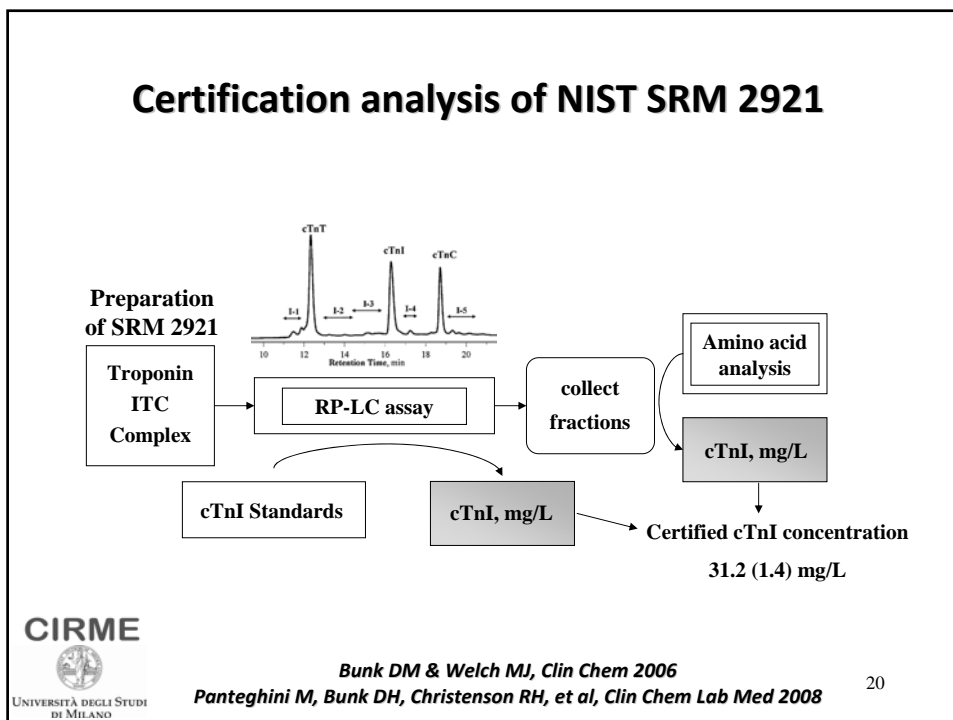 Certification analysis of NIST SRM 2921
cTnT
cTnI
cTnC
I-1
I-2
I-3
I-4
I-5
10 12 14 16 18 20
Retention Time, min
Preparation
of SRM 2921
Troponin
ITC
Complex
RP-LC assay
collect
fractions
Amino acid
analysis
cTnI, mg/L
cTnI Standards
cTnI, mg/L
Certified cTnI concentration
31.2 (1.4) mg/L
CIRME
UNIVERSITÀ DEGLI STUDI
DI MILANO
Bunk DM & Welch MJ, Clin Chem 2006
Panteghini M, Bunk DH, Christenson RH, et al, Clin Chem Lab Med 2008
20